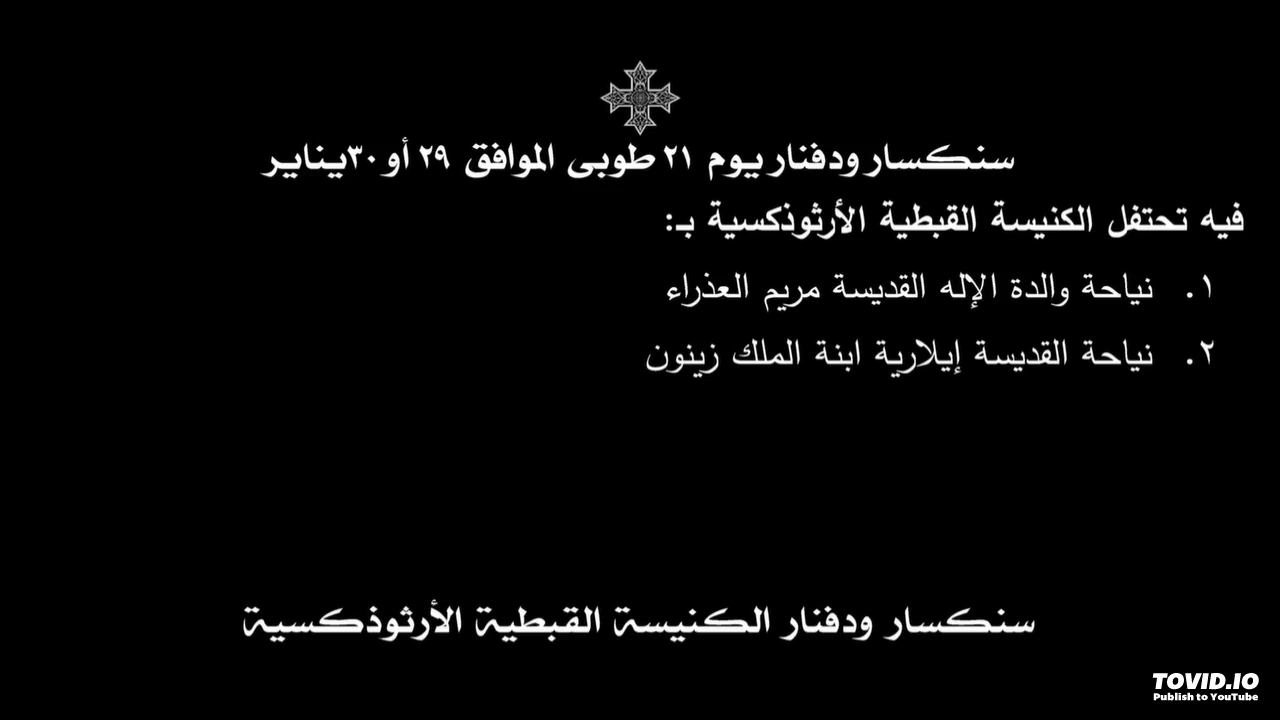 سنكسار ودفنار يوم ٢١ طوبى الموافق ٢٩ أو ٣٠ يناير
فيه تحتفل الكنيسة القبطية الأرثوذكسية بـ:
١. نياحة والدة الإله القديسة مريم العذراء
٢. نياحة القديسة إيلارية ابنة الملك زينون
سنكسار ودفنار الكنيسة القبطية الأرثوذكسية
TOVID.IO
Publish to YouTube